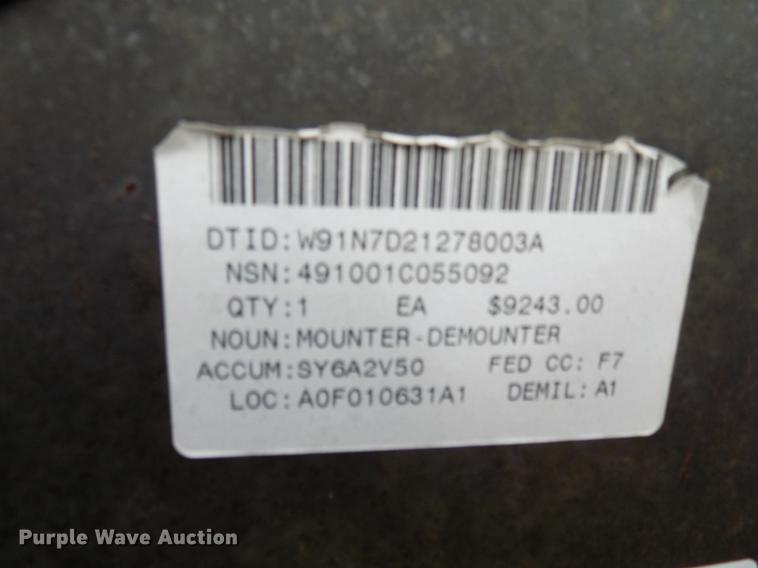 DTID:W91N7D21278003A
NSN:491001C055092
QTY:1 EA $9243.00
NOUN:MOUNTER-DEMOUNTER
ACCUM:SY6A2V50 FED CC: F7
LOC:A0F010631A1 DEMIL:A1
Purple Wave Auction